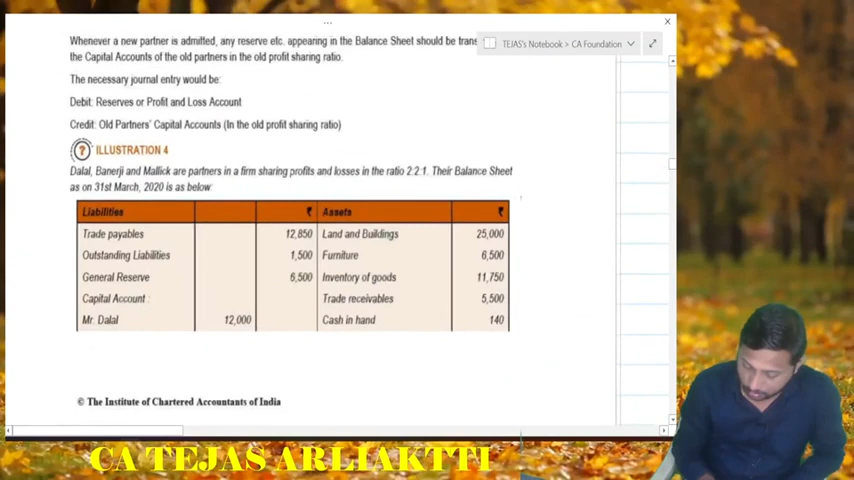 Whenever a new partner is admitted, any reserve etc. appearing in the Balance Sheet should be
TEJAS's Notebook > CA Foundation
the Capital Accounts of the old partners in the old profit sharing ratio.
The necessary journal entry would be:
Debit: Reserves or Profit and Loss Account
Credit: Old Partners' Capital Accounts (In the old profit sharing ratio)
? ILLUSTRATION 4
Dalal, Banerji and Mallick are partners in a firm sharing profits and losses in the ratio 2:2:1. Their Balance Sheet
as on 31st March, 2020 is as below:
Liabilities ₹ Assets ₹
Trade payables 12,850 Land and Buildings 25,000
Outstanding Liabilities 1,500 Furniture 6,500
General Reserve 6,500 Inventory of goods 11,750
Capital Account : Trade receivables 5,500
Mr. Dalal 12,000 Cash in hand 140
© The Institute of Chartered Accountants of India
CA TEJAS ARLIAKTTI